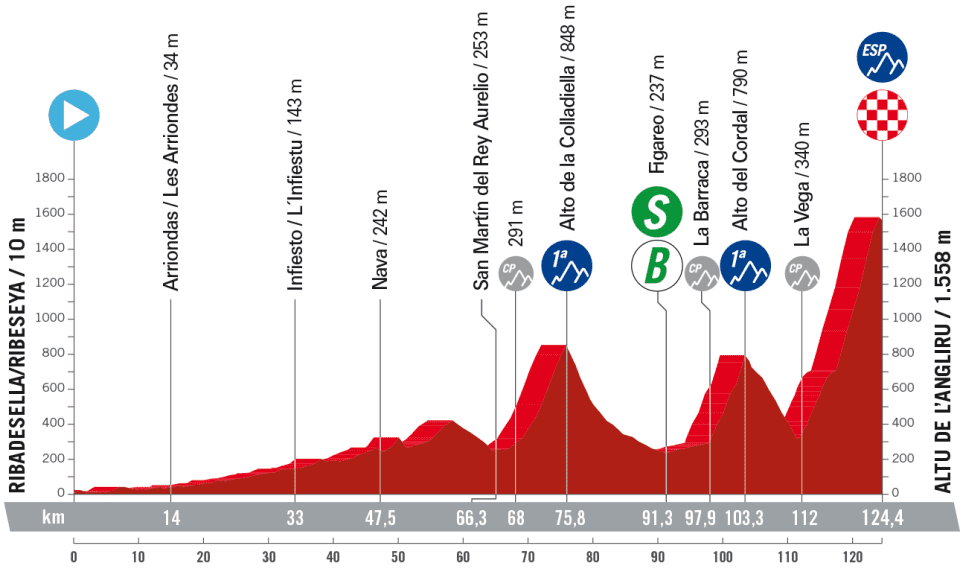 RIBADESELLA/RIBESEYA / 10 m
Arriondas / Les Arriondes / 34 m
Infiesto / L´Infiestu / 143 m
Nava / 242 m
San Martín del Rey Aurelio / 253 m
CP
291 m
1ª
Alto de la Colladiella / 848 m
Figareo / 237 m
S
B
La Barraca / 293 m
CP
Alto del Cordal / 790 m
1ª
La Vega / 340 m
CP
ESP
ALTU DE L'ANGLIRU / 1.558 m
1800
1600
1400
1200
1000
800
600
400
200
0
1800
1600
1400
1200
1000
800
600
400
200
0
km 14 33 47,5 66,3 68 75,8 91,3 97,9 103,3 112 124,4
0 10 20 30 40 50 60 70 80 90 100 110 120